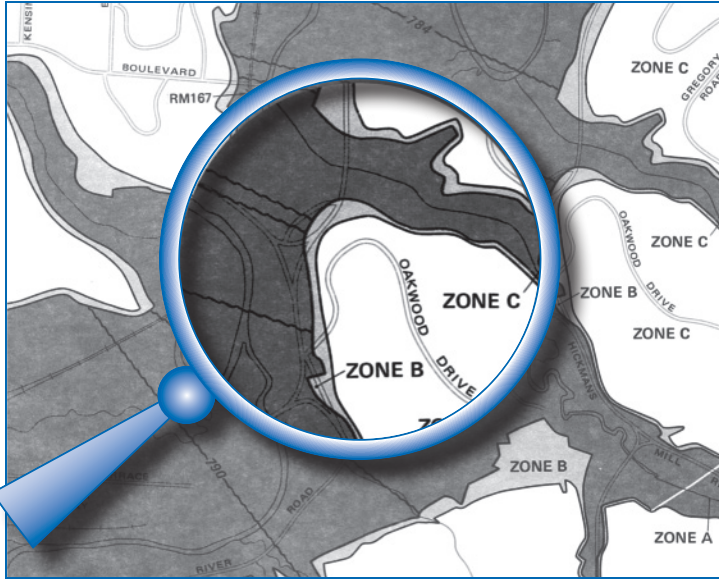 KENSIN
784
ZONE C
GREGORY
ROAD
BOULEVARD
RM167
OAKWOOD
DRIVE
ZONE C
ZONE B
ZONE C
OAKWOOD
DRIVE
ZONE C
ZONE B
HICKMANS
MILL
ZONE B
790
ROAD
RIVER
ZONE A